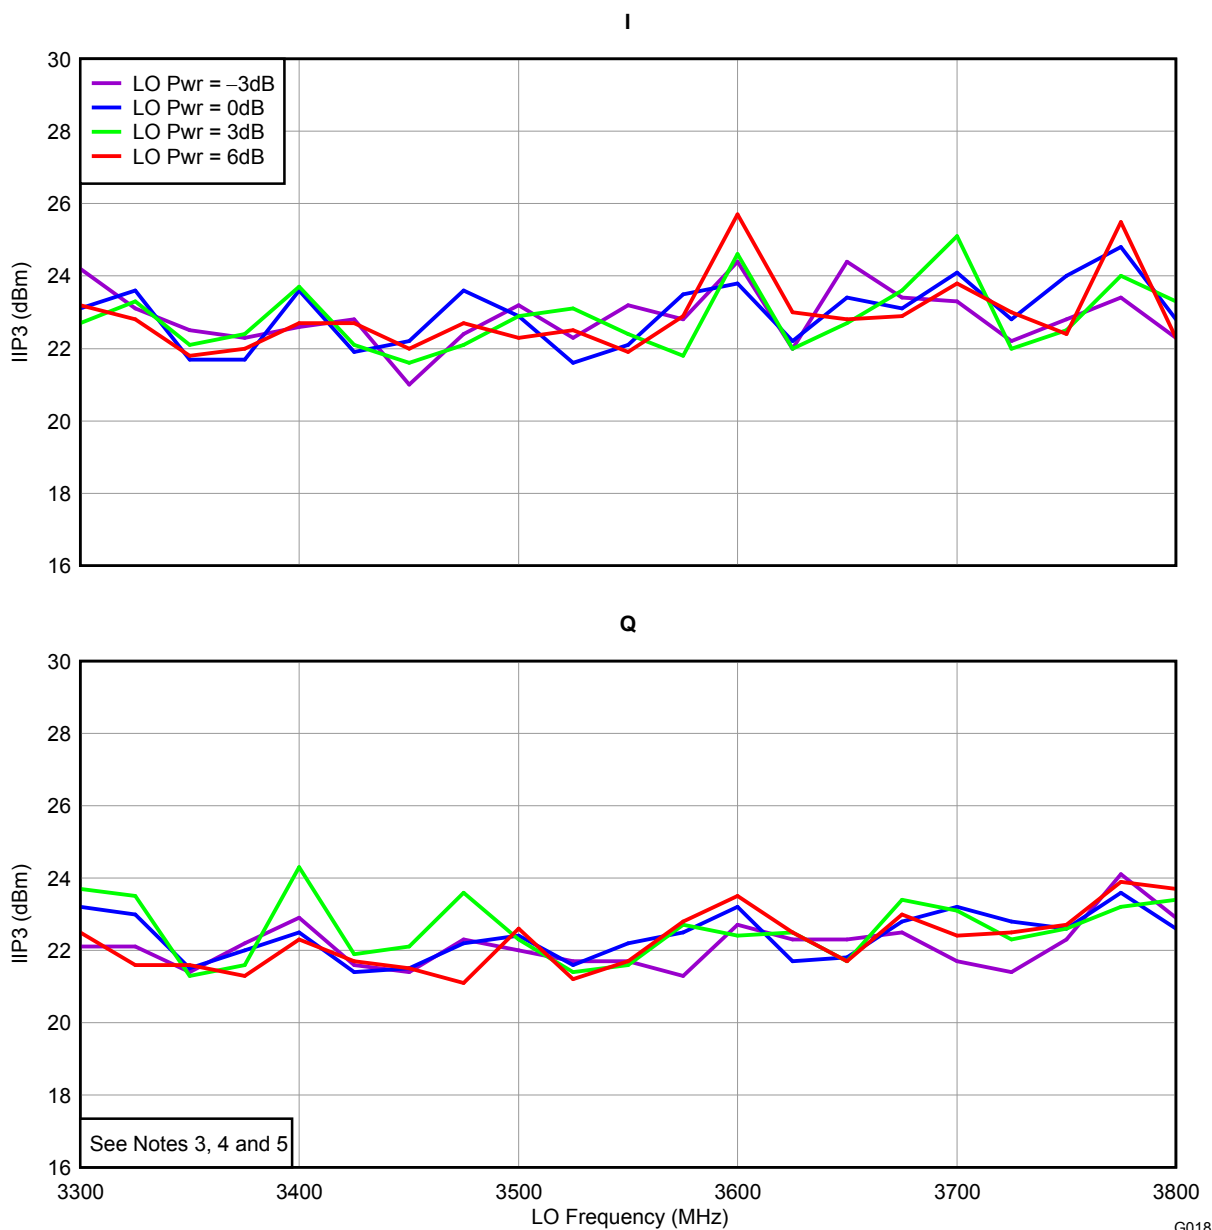 I
30
28
26
24
22
20
18
16
IIP3 (dBm)
LO Pwr = −3dB
LO Pwr = 0dB
LO Pwr = 3dB
LO Pwr = 6dB
Q
30
28
26
24
22
20
18
16
IIP3 (dBm)
See Notes 3, 4 and 5
3300 3400 3500 3600 3700 3800
LO Frequency (MHz)
G018